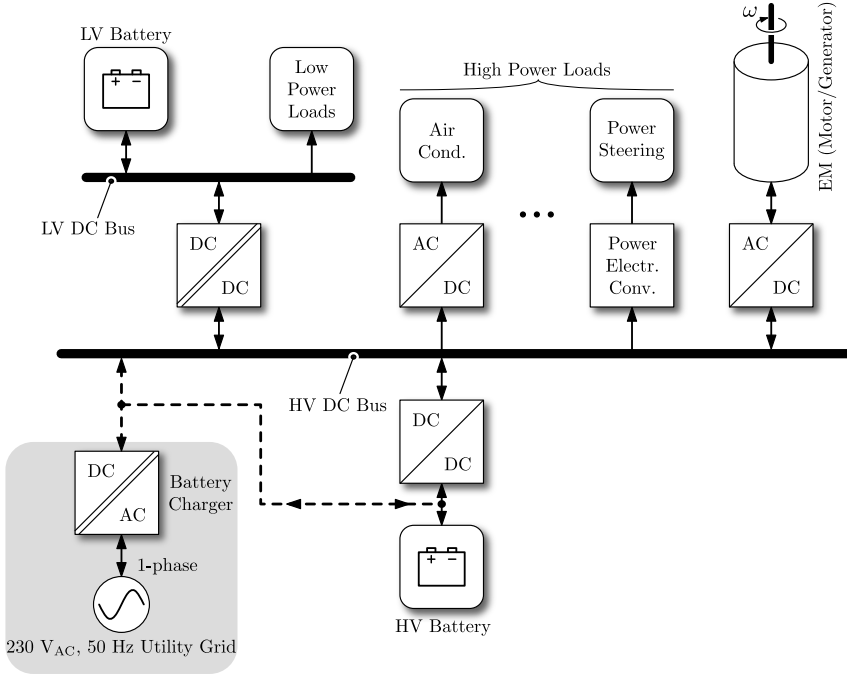 LV Battery
+ −
Low
Power
Loads
High Power Loads
Air
Cond.
Power
Steering
ω
EM (Motor/Generator)
LV DC Bus
DC
DC
AC
DC
...
Power
Electr.
Conv.
AC
DC
HV DC Bus
DC
DC
DC
AC
Battery
Charger
1-phase
230 V_AC, 50 Hz Utility Grid
+ −
HV Battery